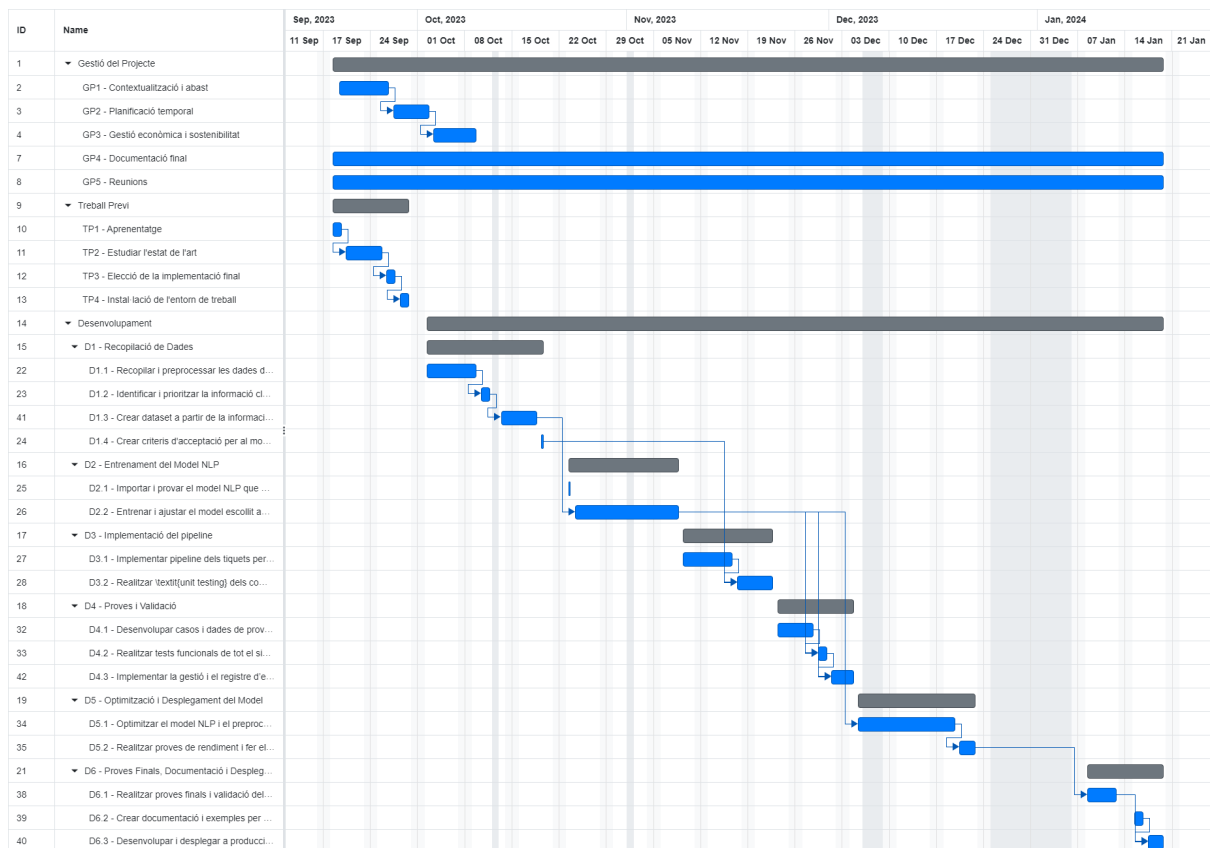 ID Name Sep, 2023 Oct, 2023 Nov, 2023 Dec, 2023 Jan, 2024
11 Sep 17 Sep 24 Sep 01 Oct 08 Oct 15 Oct 22 Oct 29 Oct 05 Nov 12 Nov 19 Nov 26 Nov 03 Dec 10 Dec 17 Dec 24 Dec 31 Dec 07 Jan 14 Jan 21 Jan
1 Gestió del Projecte
2 GP1 - Contextualització i abast
3 GP2 - Planificació temporal
4 GP3 - Gestió econòmica i sostenibilitat
7 GP4 - Documentació final
8 GP5 - Reunions
9 Treball Previ
10 TP1 - Aprenentatge
11 TP2 - Estudiar l'estat de l'art
12 TP3 - Elecció de la implementació final
13 TP4 - Instal·lació de l'entorn de treball
14 Desenvolupament
15 D1 - Recopilació de Dades
22 D1.1 - Recopilar i preprocessar les dades d...
23 D1.2 - Identificar i prioritzar la informació cl...
41 D1.3 - Crear dataset a partir de la informaci...
24 D1.4 - Crear criteris d'acceptació per al mo...
16 D2 - Entrenament del Model NLP
25 D2.1 - Importar i provar el model NLP que ...
26 D2.2 - Entrenar i ajustar el model escollit a...
17 D3 - Implementació del pipeline
27 D3.1 - Implementar pipeline dels tiquets per...
28 D3.2 - Realitzar \textit{unit testing} dels co...
18 D4 - Proves i Validació
32 D4.1 - Desenvolupar casos i dades de prov...
33 D4.2 - Realitzar tests funcionals de tot el si...
42 D4.3 - Implementar la gestió i el registre d'e...
19 D5 - Optimització i Desplegament del Model
34 D5.1 - Optimitzar el model NLP i el preproc...
35 D5.2 - Realitzar proves de rendiment i fer el...
21 D6 - Proves Finals, Documentació i Despleg...
38 D6.1 - Realitzar proves finals i validació del...
39 D6.2 - Crear documentació i exemples per ...
40 D6.3 - Desenvolupar i desplegar a producci...